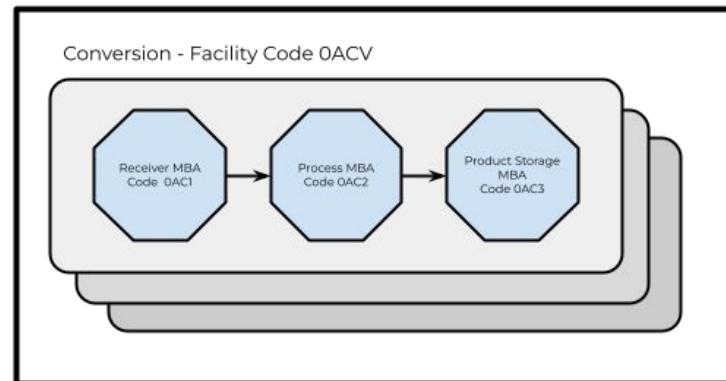 Conversion - Facility Code 0ACV
Receiver MBA
Code 0AC1
Process MBA
Code 0AC2
Product Storage
MBA
Code 0AC3